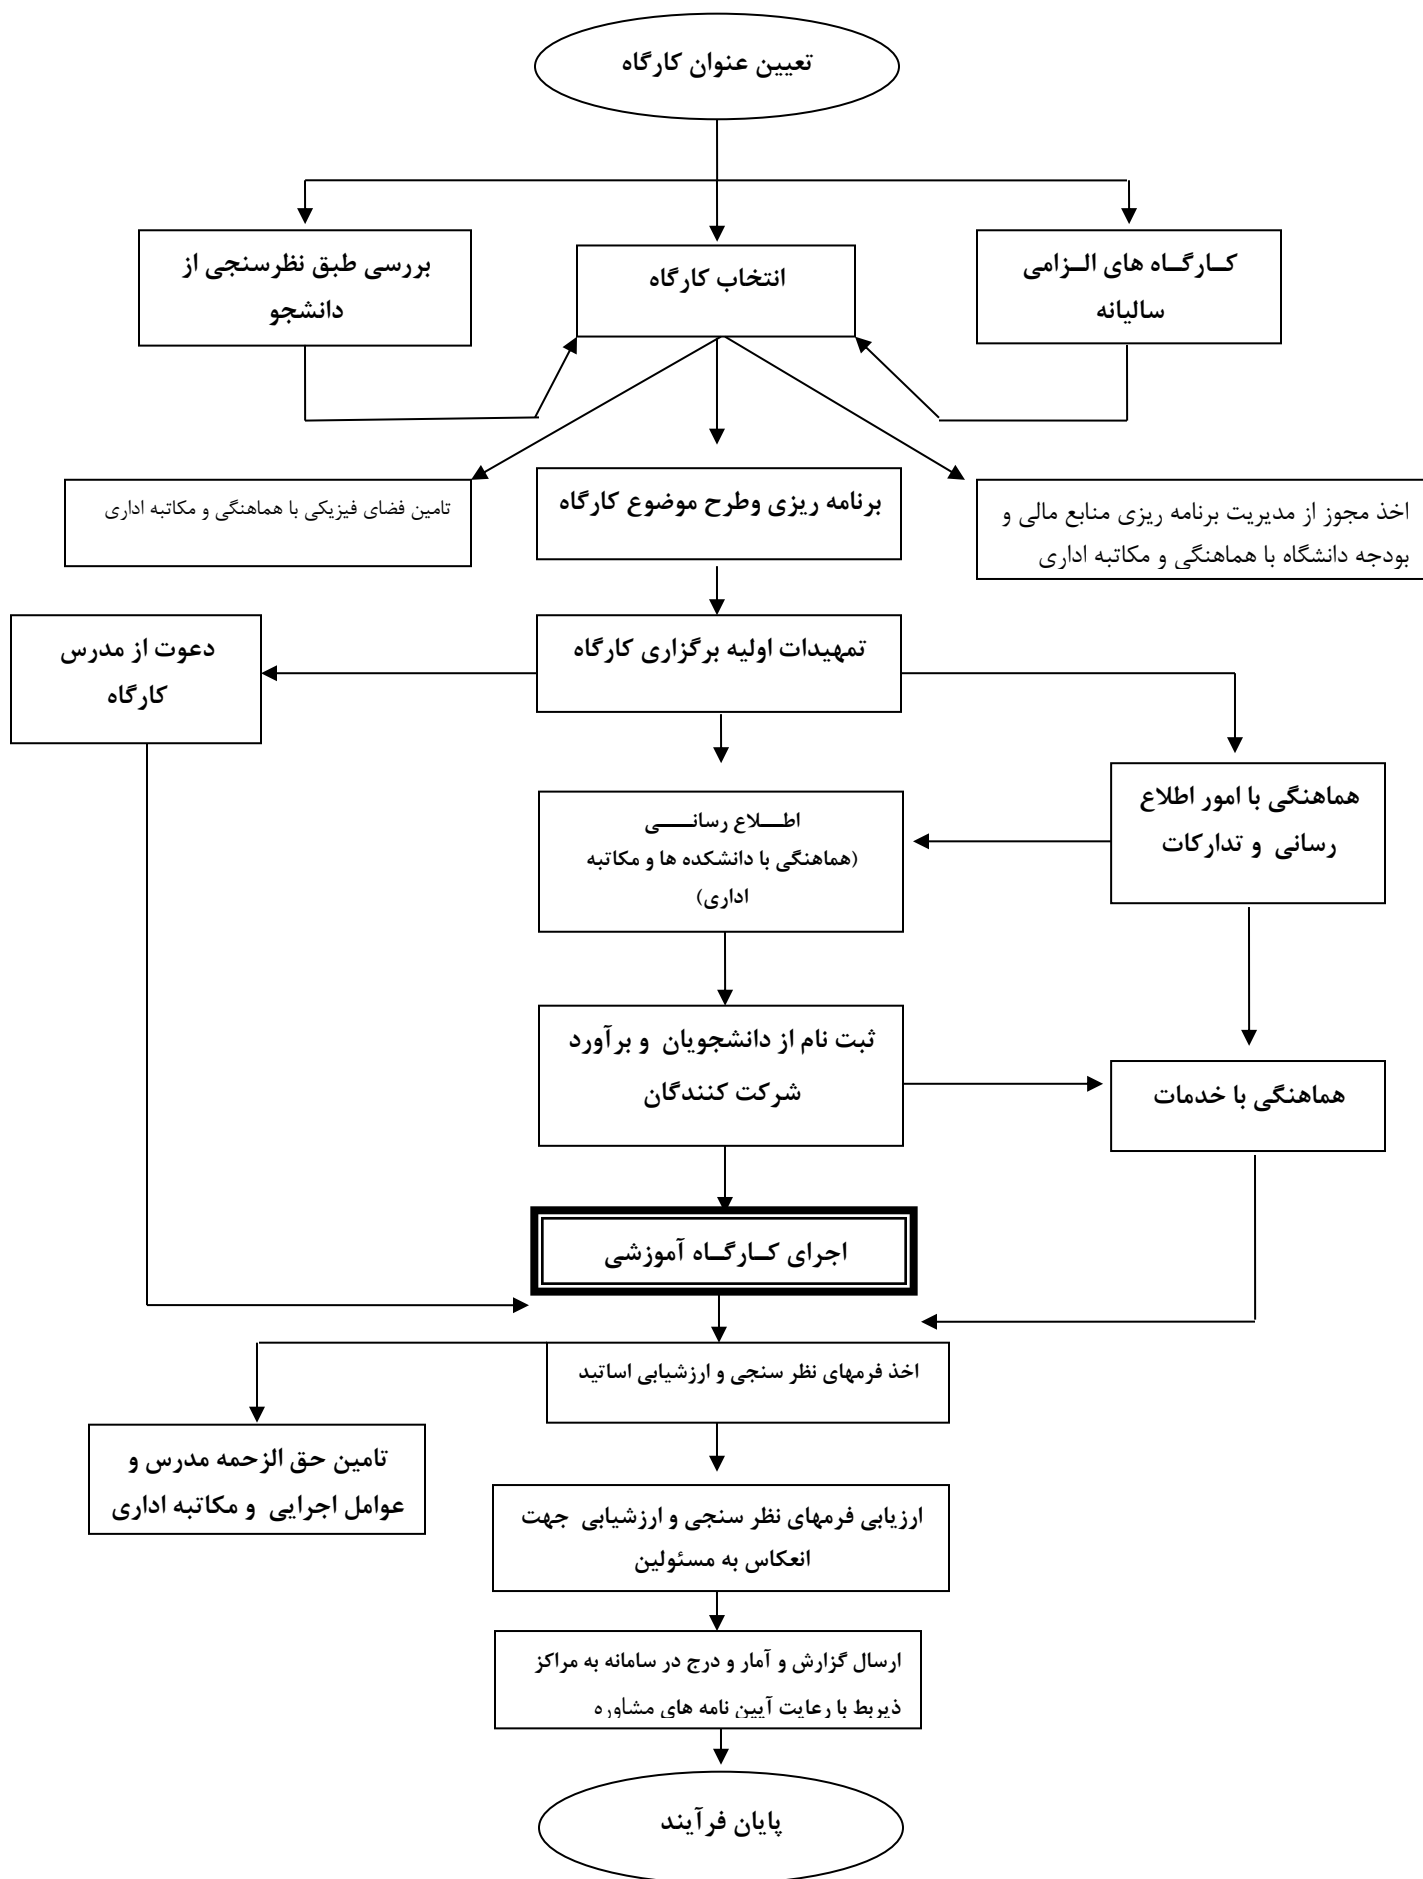 تعیین عنوان کارگاه
کـارگـاه های الـزامی
سالیانه
انتخاب کارگاه
بررسی طبق نظرسنجی از
دانشجو
اخذ مجوز از مدیریت برنامه ریزی منابع مالی و
بودجه دانشگاه با هماهنگی و مکاتبه اداری
برنامه ریزی وطرح موضوع کارگاه
تامین فضای فیزیکی با هماهنگی و مکاتبه اداری
تمهیدات اولیه برگزاری کارگاه
دعوت از مدرس
کارگاه
هماهنگی با امور اطلاع
رسانی و تدارکات
اطـــلاع رسانـــــی
(هماهنگی با دانشکده ها و مکاتبه
اداری)
ثبت نام از دانشجویان و برآورد
شرکت کنندگان
هماهنگی با خدمات
اجرای کـارگـاه آموزشی
اخذ فرمهای نظر سنجی و ارزشیابی اساتید
تامین حق الزحمه مدرس و
عوامل اجرایی و مکاتبه اداری
ارزیابی فرمهای نظر سنجی و ارزشیابی جهت
انعکاس به مسئولین
ارسال گزارش و آمار و درج در سامانه به مراکز
ذیربط با رعایت آیین نامه های مشاوره
پایان فرآیند